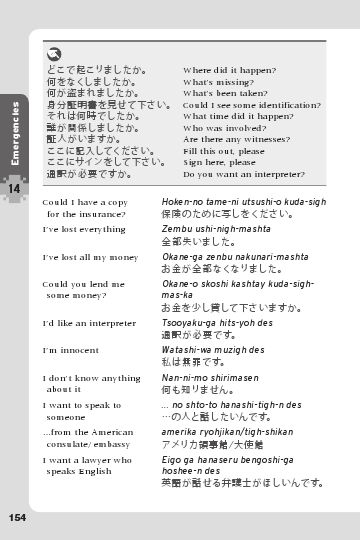 どこで起こりましたか。 Where did it happen?
何をなくしましたか。 What's missing?
何が盗まれましたか。 What's been taken?
身分証明書を見せて下さい。 Could I see some identification?
それは何時でしたか。 What time did it happen?
誰が関係しましたか。 Who was involved?
証人がいますか。 Are there any witnesses?
ここに記入してください。 Fill this out, please
ここにサインをして下さい。 Sign here, please
通訳が必要ですか。 Do you want an interpreter?
Emergencies
14
Could I have a copy Hoken-no tame-ni utsushi-o kuda-sigh
for the insurance? 保険のために写しをください。
I've lost everything Zembu ushi-nigh-mashta
全部失いました。
I've lost all my money Okane-ga zenbu nakunari-mashta
お金が全部なくなりました。
Could you lend me Okane-o skoshi kashtay kuda-sigh-
some money? mas-ka
お金を少し貸して下さいますか。
I'd like an interpreter Tsooyaku-ga hits-yoh des
通訳が必要です。
I'm innocent Watashi-wa muzigh des
私は無罪です。
I don't know anything Nan-ni-mo shirimasen
about it 何も知りません。
I want to speak to ... no shto-to hanashi-tigh-n des
someone …の人と話したいんです。
...from the American amerika ryohjikan/tigh-shikan
consulate/embassy アメリカ領事館/大使館
I want a lawyer who Eigo ga hanaseru bengoshi-ga
speaks English hoshee-n des
英語が話せる弁護士がほしいんです。
154